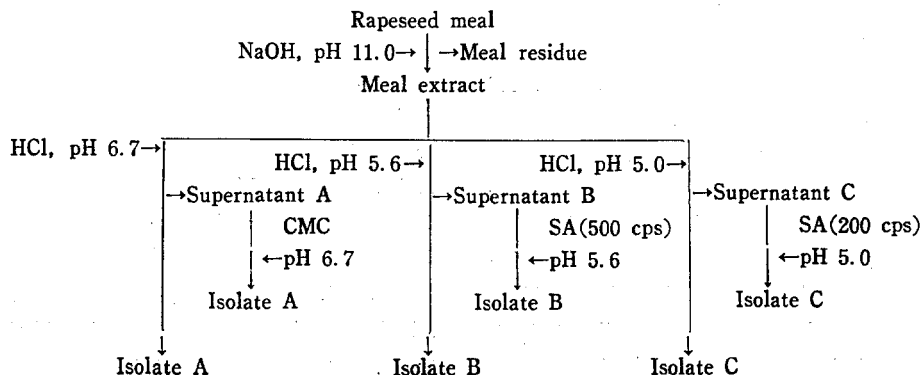 Rapeseed meal
NaOH, pH 11.0→ →Meal residue
Meal extract
HCl, pH 6.7→ HCl, pH 5.6→ HCl, pH 5.0→
→Supernatant A →Supernatant B →Supernatant C
CMC SA(500 cps) SA(200 cps)
←pH 6.7 ←pH 5.6 ←pH 5.0
Isolate A Isolate B Isolate C
Isolate A Isolate B Isolate C